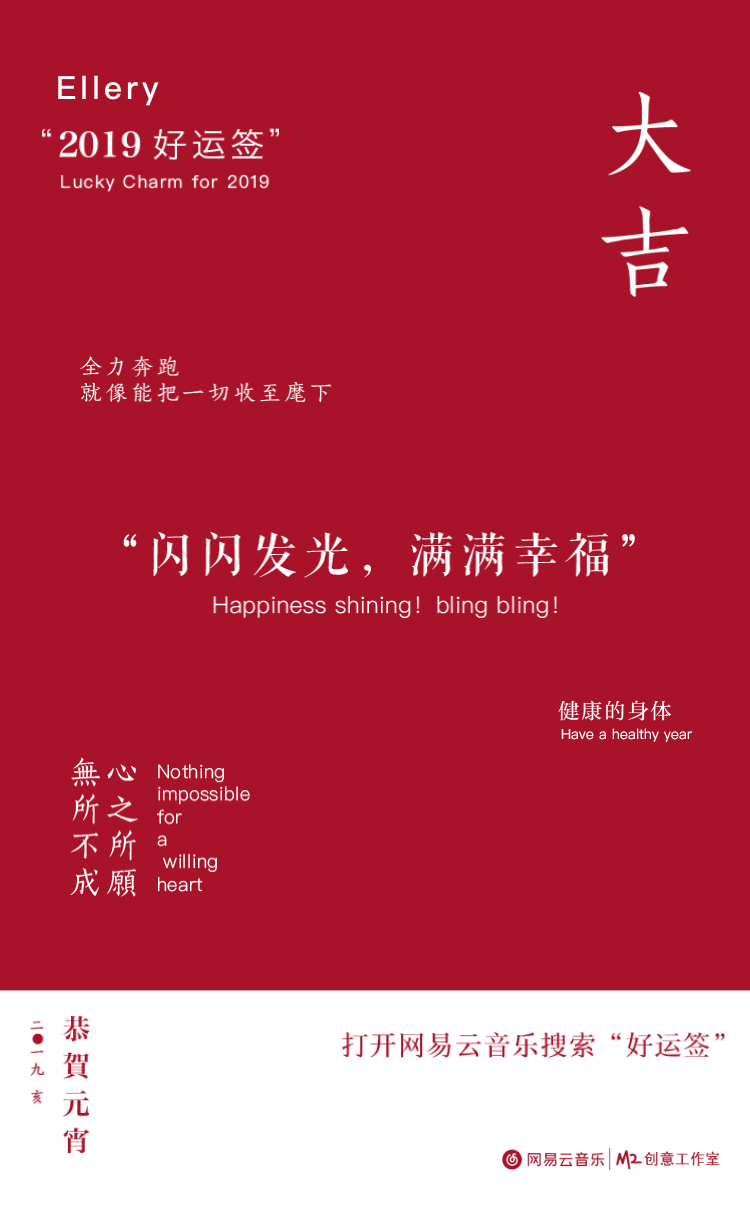 Ellery
“2019 好运签”
Lucky Charm for 2019
大吉
全力奔跑
就像能把一切收至麾下
“闪闪发光，满满幸福”
Happiness shining! bling bling!
健康的身体
Have a healthy year
心之所願
無所不成
Nothing
impossible
for
a
willing
heart
恭賀元宵
二●一九 亥
打开网易云音乐搜索“好运签”
网易云音乐 | M2 创意工作室